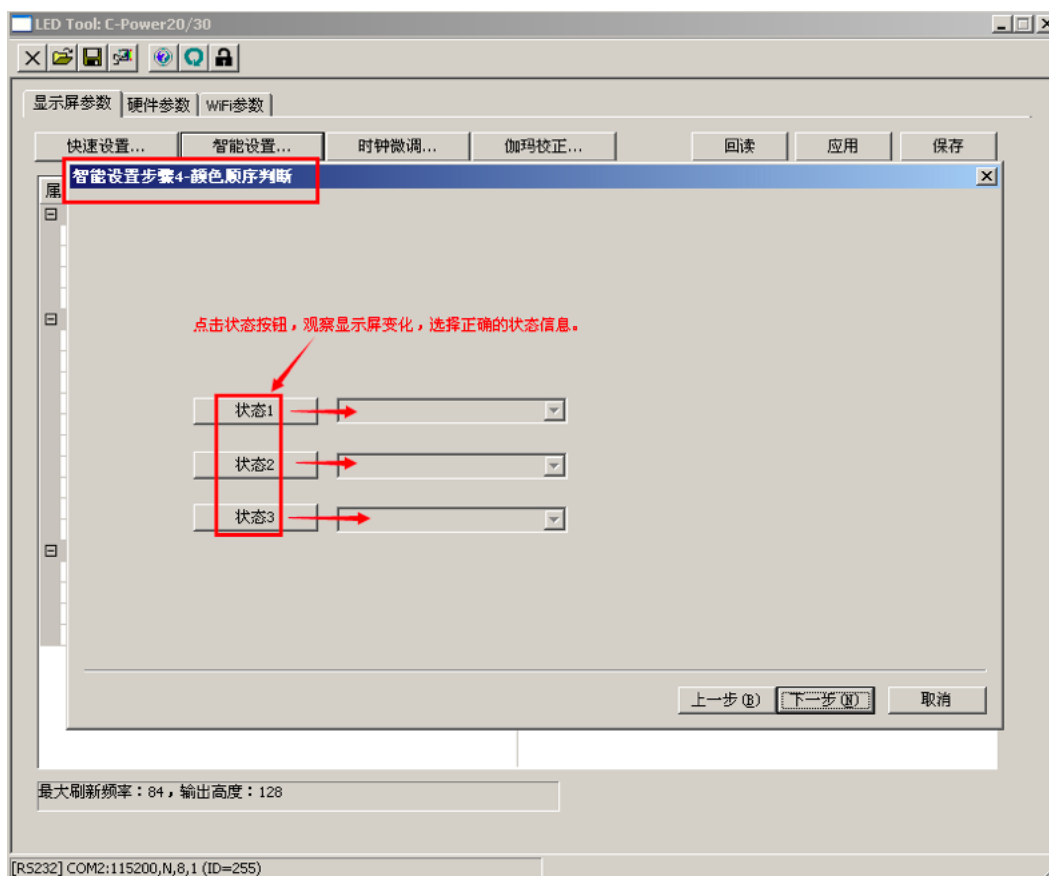 LED Tool: C-Power20/30
显示屏参数 硬件参数 WiFi参数
快速设置... 智能设置... 时钟微调... 伽玛校正... 回读 应用 保存
智能设置步骤4-颜色顺序判断
属
点击状态按钮，观察显示屏变化，选择正确的状态信息。
状态1
状态2
状态3
上一步(B) 下一步(N) 取消
最大刷新频率：84，输出高度：128
[RS232] COM2:115200,N,8,1 (ID=255)